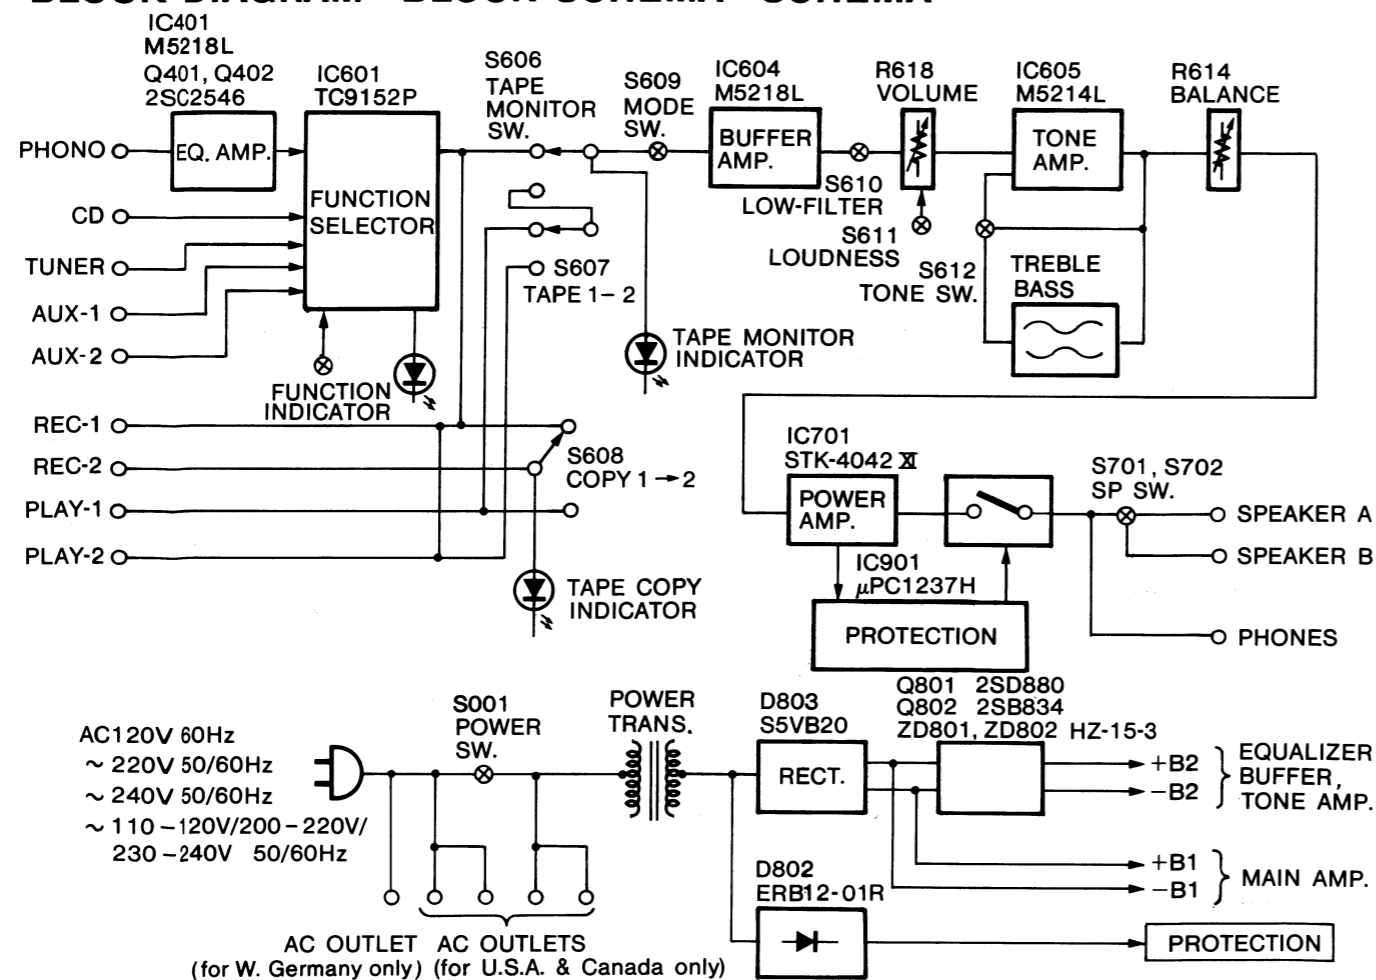 BLOCK DIAGRAM BLOCK SCHEMA SCHEMA
IC401
M5218L
Q401, Q402
2SC2546
EQ. AMP.
IC601
TC9152P
FUNCTION
SELECTOR
S606
TAPE
MONITOR
SW.
S609
MODE
SW.
IC604
M5218L
BUFFER
AMP.
S610
LOW-FILTER
R618
VOLUME
S611
LOUDNESS
IC605
M5214L
TONE
AMP.
S612
TONE SW.
TREBLE
BASS
R614
BALANCE
PHONO
CD
TUNER
AUX-1
AUX-2
REC-1
REC-2
PLAY-1
PLAY-2
FUNCTION
INDICATOR
S607
TAPE 1-2
TAPE MONITOR
INDICATOR
S608
COPY 1→2
TAPE COPY
INDICATOR
IC701
STK-4042 XI
POWER
AMP.
IC901
μPC1237H
PROTECTION
S701, S702
SP SW.
SPEAKER A
SPEAKER B
PHONES
AC120V 60Hz
~ 220V 50/60Hz
~ 240V 50/60Hz
~ 110-120V/200-220V/
230-240V 50/60Hz
S001
POWER
SW.
POWER
TRANS.
D803
S5VB20
RECT.
Q801 2SD880
Q802 2SB834
ZD801, ZD802 HZ-15-3
+B2
-B2
EQUALIZER
BUFFER,
TONE AMP.
+B1
-B1
MAIN AMP.
D802
ERB12-01R
PROTECTION
AC OUTLET
(for W. Germany only)
AC OUTLETS
(for U.S.A. & Canada only)